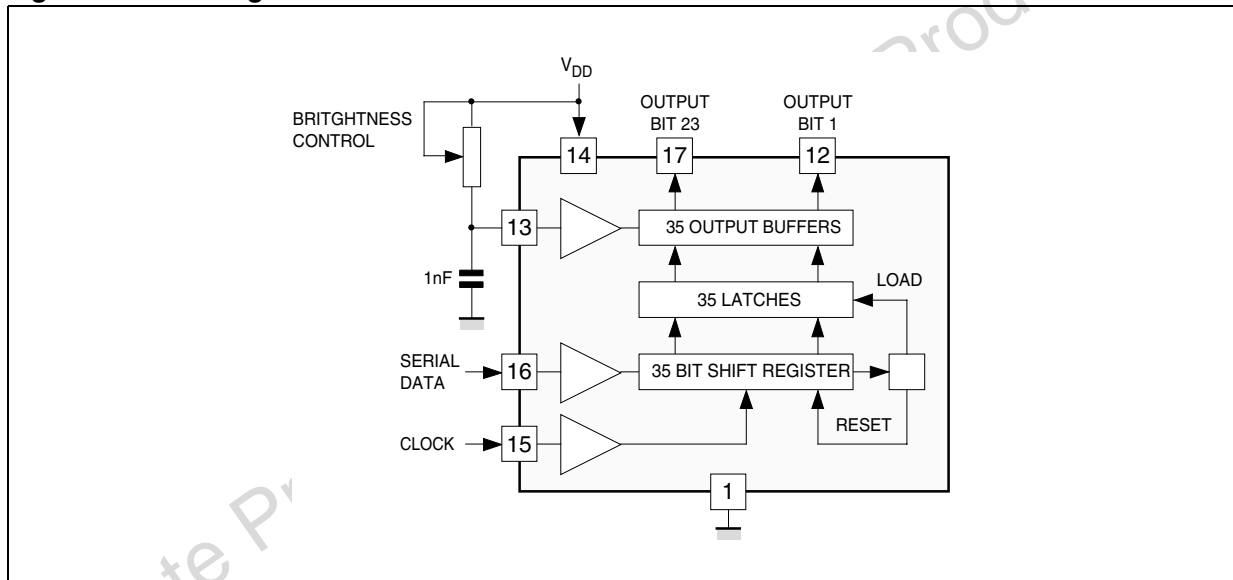 V_DD
OUTPUT
BIT 23
OUTPUT
BIT 1
BRITGHTNESS
CONTROL
14
17
12
13
35 OUTPUT BUFFERS
1nF
LOAD
35 LATCHES
SERIAL
DATA
16
35 BIT SHIFT REGISTER
RESET
CLOCK
15
1